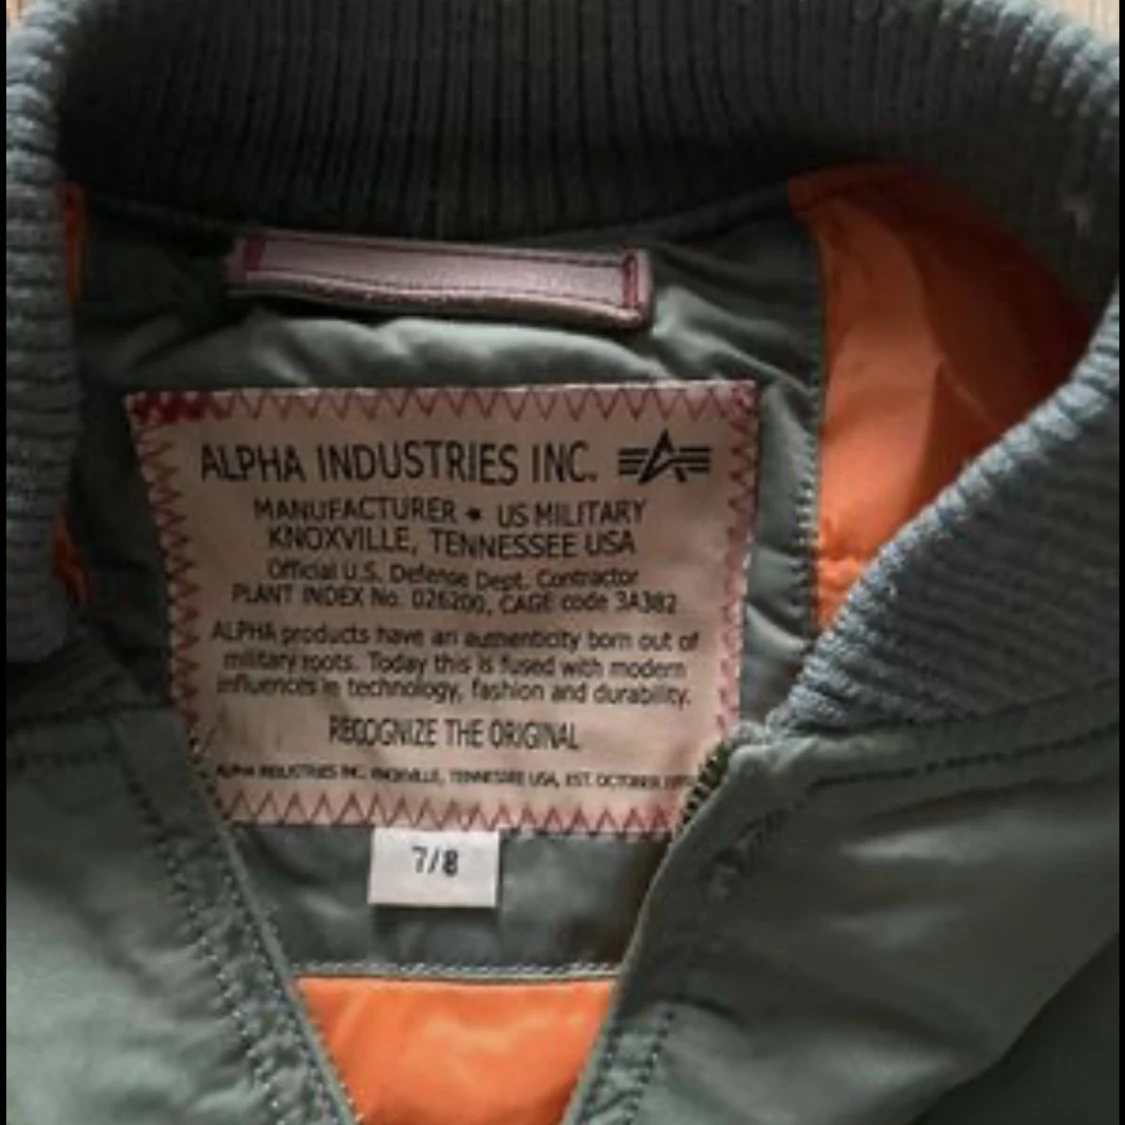 ALPHA INDUSTRIES INC.
MANUFACTURER ★ US MILITARY
KNOXVILLE, TENNESSEE USA
Official U.S. Defense Dept. Contractor
PLANT INDEX No. 026200, CAGE code 3A382
ALPHA products have an authenticity born out of
military roots. Today this is fused with modern
influences in technology, fashion and durability.
RECOGNIZE THE ORIGINAL
ALPHA INDUSTRIES INC. KNOXVILLE, TENNESSEE USA, EST. OCTOBER
7/8